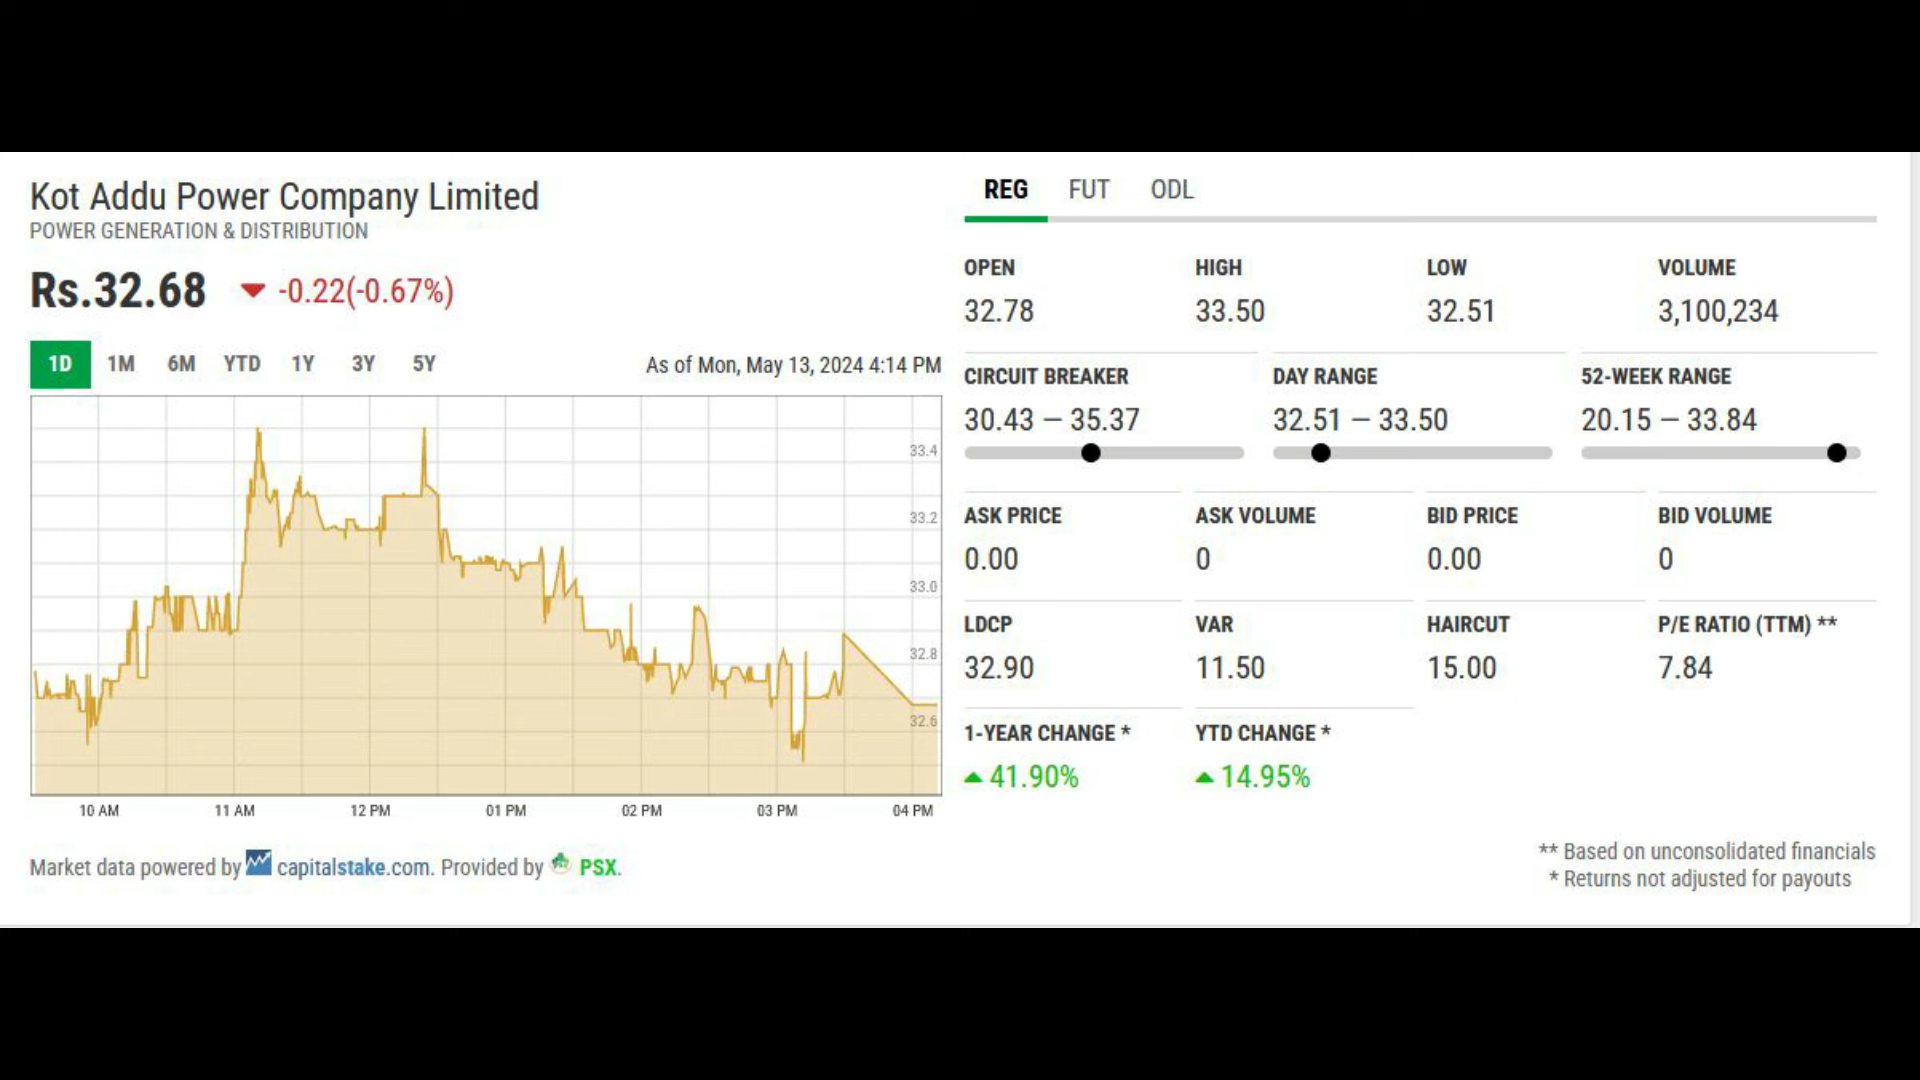 Kot Addu Power Company Limited
POWER GENERATION & DISTRIBUTION
Rs.32.68 ▼ -0.22(-0.67%)
1D 1M 6M YTD 1Y 3Y 5Y
As of Mon, May 13, 2024 4:14 PM
33.4
33.2
33.0
32.8
32.6
10 AM 11 AM 12 PM 01 PM 02 PM 03 PM 04 PM
Market data powered by capitalstake.com. Provided by PSX.
REG FUT ODL
OPEN HIGH LOW VOLUME
32.78 33.50 32.51 3,100,234
CIRCUIT BREAKER DAY RANGE 52-WEEK RANGE
30.43 — 35.37 32.51 — 33.50 20.15 — 33.84
ASK PRICE ASK VOLUME BID PRICE BID VOLUME
0.00 0 0.00 0
LDCP VAR HAIRCUT P/E RATIO (TTM) **
32.90 11.50 15.00 7.84
1-YEAR CHANGE * YTD CHANGE *
▲ 41.90% ▲ 14.95%
** Based on unconsolidated financials
* Returns not adjusted for payouts